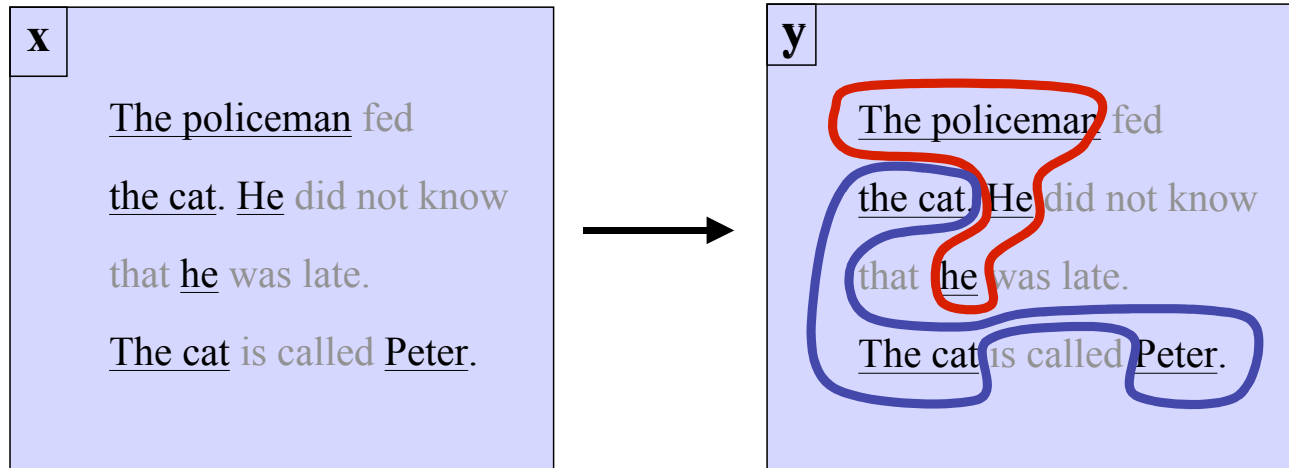 x
The policeman fed
the cat. He did not know
that he was late.
The cat is called Peter.
y
The policeman fed
the cat. He did not know
that he was late.
The cat is called Peter.